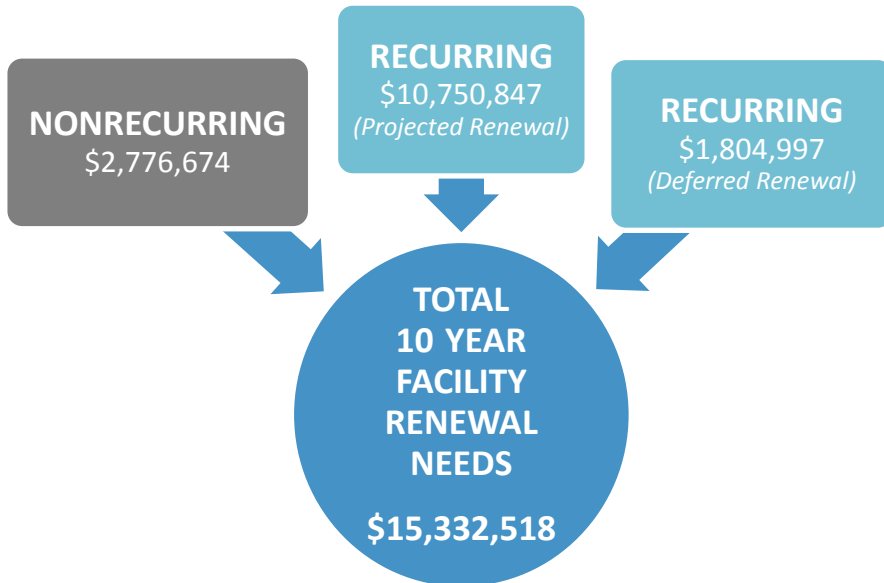 NONRECURRING
$2,776,674
RECURRING
$10,750,847
(Projected Renewal)
RECURRING
$1,804,997
(Deferred Renewal)
TOTAL
10 YEAR
FACILITY
RENEWAL
NEEDS
$15,332,518